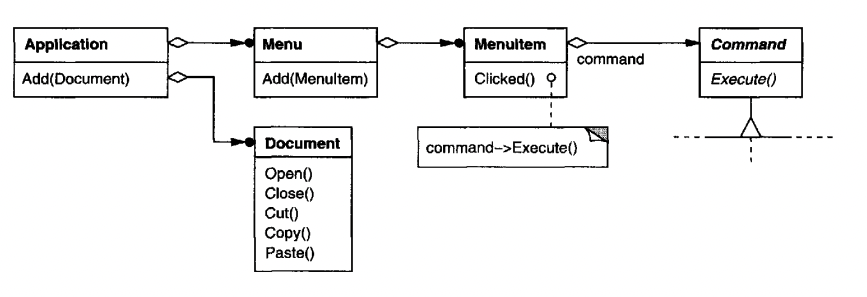 Application
Add(Document)
Menu
Add(MenuItem)
MenuItem
Clicked()
command
Command
Execute()
command->Execute()
Document
Open()
Close()
Cut()
Copy()
Paste()